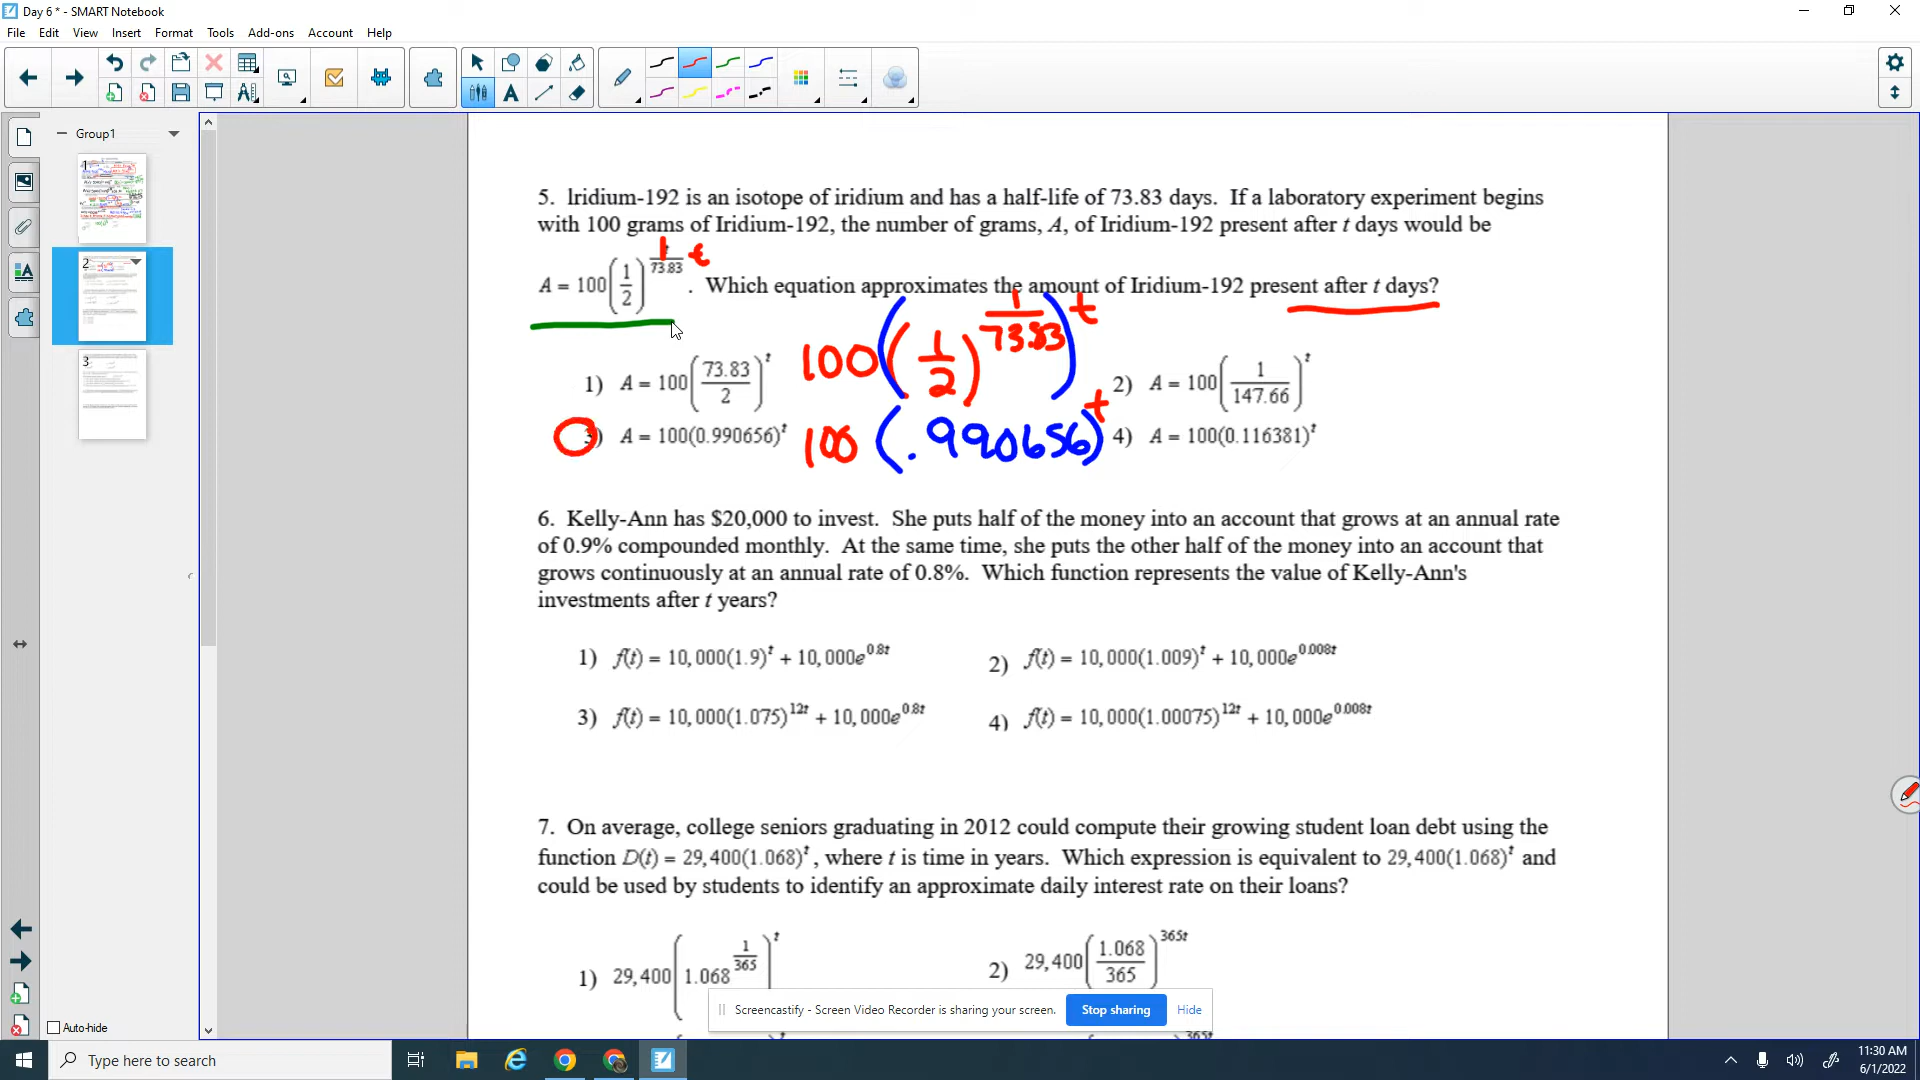 Day 6 * - SMART Notebook
File Edit View Insert Format Tools Add-ons Account Help
Group1
1
2
3
5. Iridium-192 is an isotope of iridium and has a half-life of 73.83 days. If a laboratory experiment begins
with 100 grams of Iridium-192, the number of grams, A, of Iridium-192 present after t days would be
A = 100(1/2)^(1/73.83) t . Which equation approximates the amount of Iridium-192 present after t days?
100((1/2)^(1/73.83))^t
1) A = 100(73.83/2)^t
2) A = 100(1/147.66)^t
3) A = 100(0.990656)^t
100 (.990656)^t
4) A = 100(0.116381)^t
6. Kelly-Ann has $20,000 to invest. She puts half of the money into an account that grows at an annual rate
of 0.9% compounded monthly. At the same time, she puts the other half of the money into an account that
grows continuously at an annual rate of 0.8%. Which function represents the value of Kelly-Ann's
investments after t years?
1) f(t) = 10,000(1.9)^t + 10,000e^0.8t
2) f(t) = 10,000(1.009)^t + 10,000e^0.008t
3) f(t) = 10,000(1.075)^12t + 10,000e^0.8t
4) f(t) = 10,000(1.00075)^12t + 10,000e^0.008t
7. On average, college seniors graduating in 2012 could compute their growing student loan debt using the
function D(t) = 29,400(1.068)^t, where t is time in years. Which expression is equivalent to 29,400(1.068)^t and
could be used by students to identify an approximate daily interest rate on their loans?
1) 29,400(1.068^(1/365))^t
2) 29,400(1.068/365)^365t
Screencastify - Screen Video Recorder is sharing your screen. Stop sharing Hide
Auto-hide
Type here to search
11:30 AM
6/1/2022